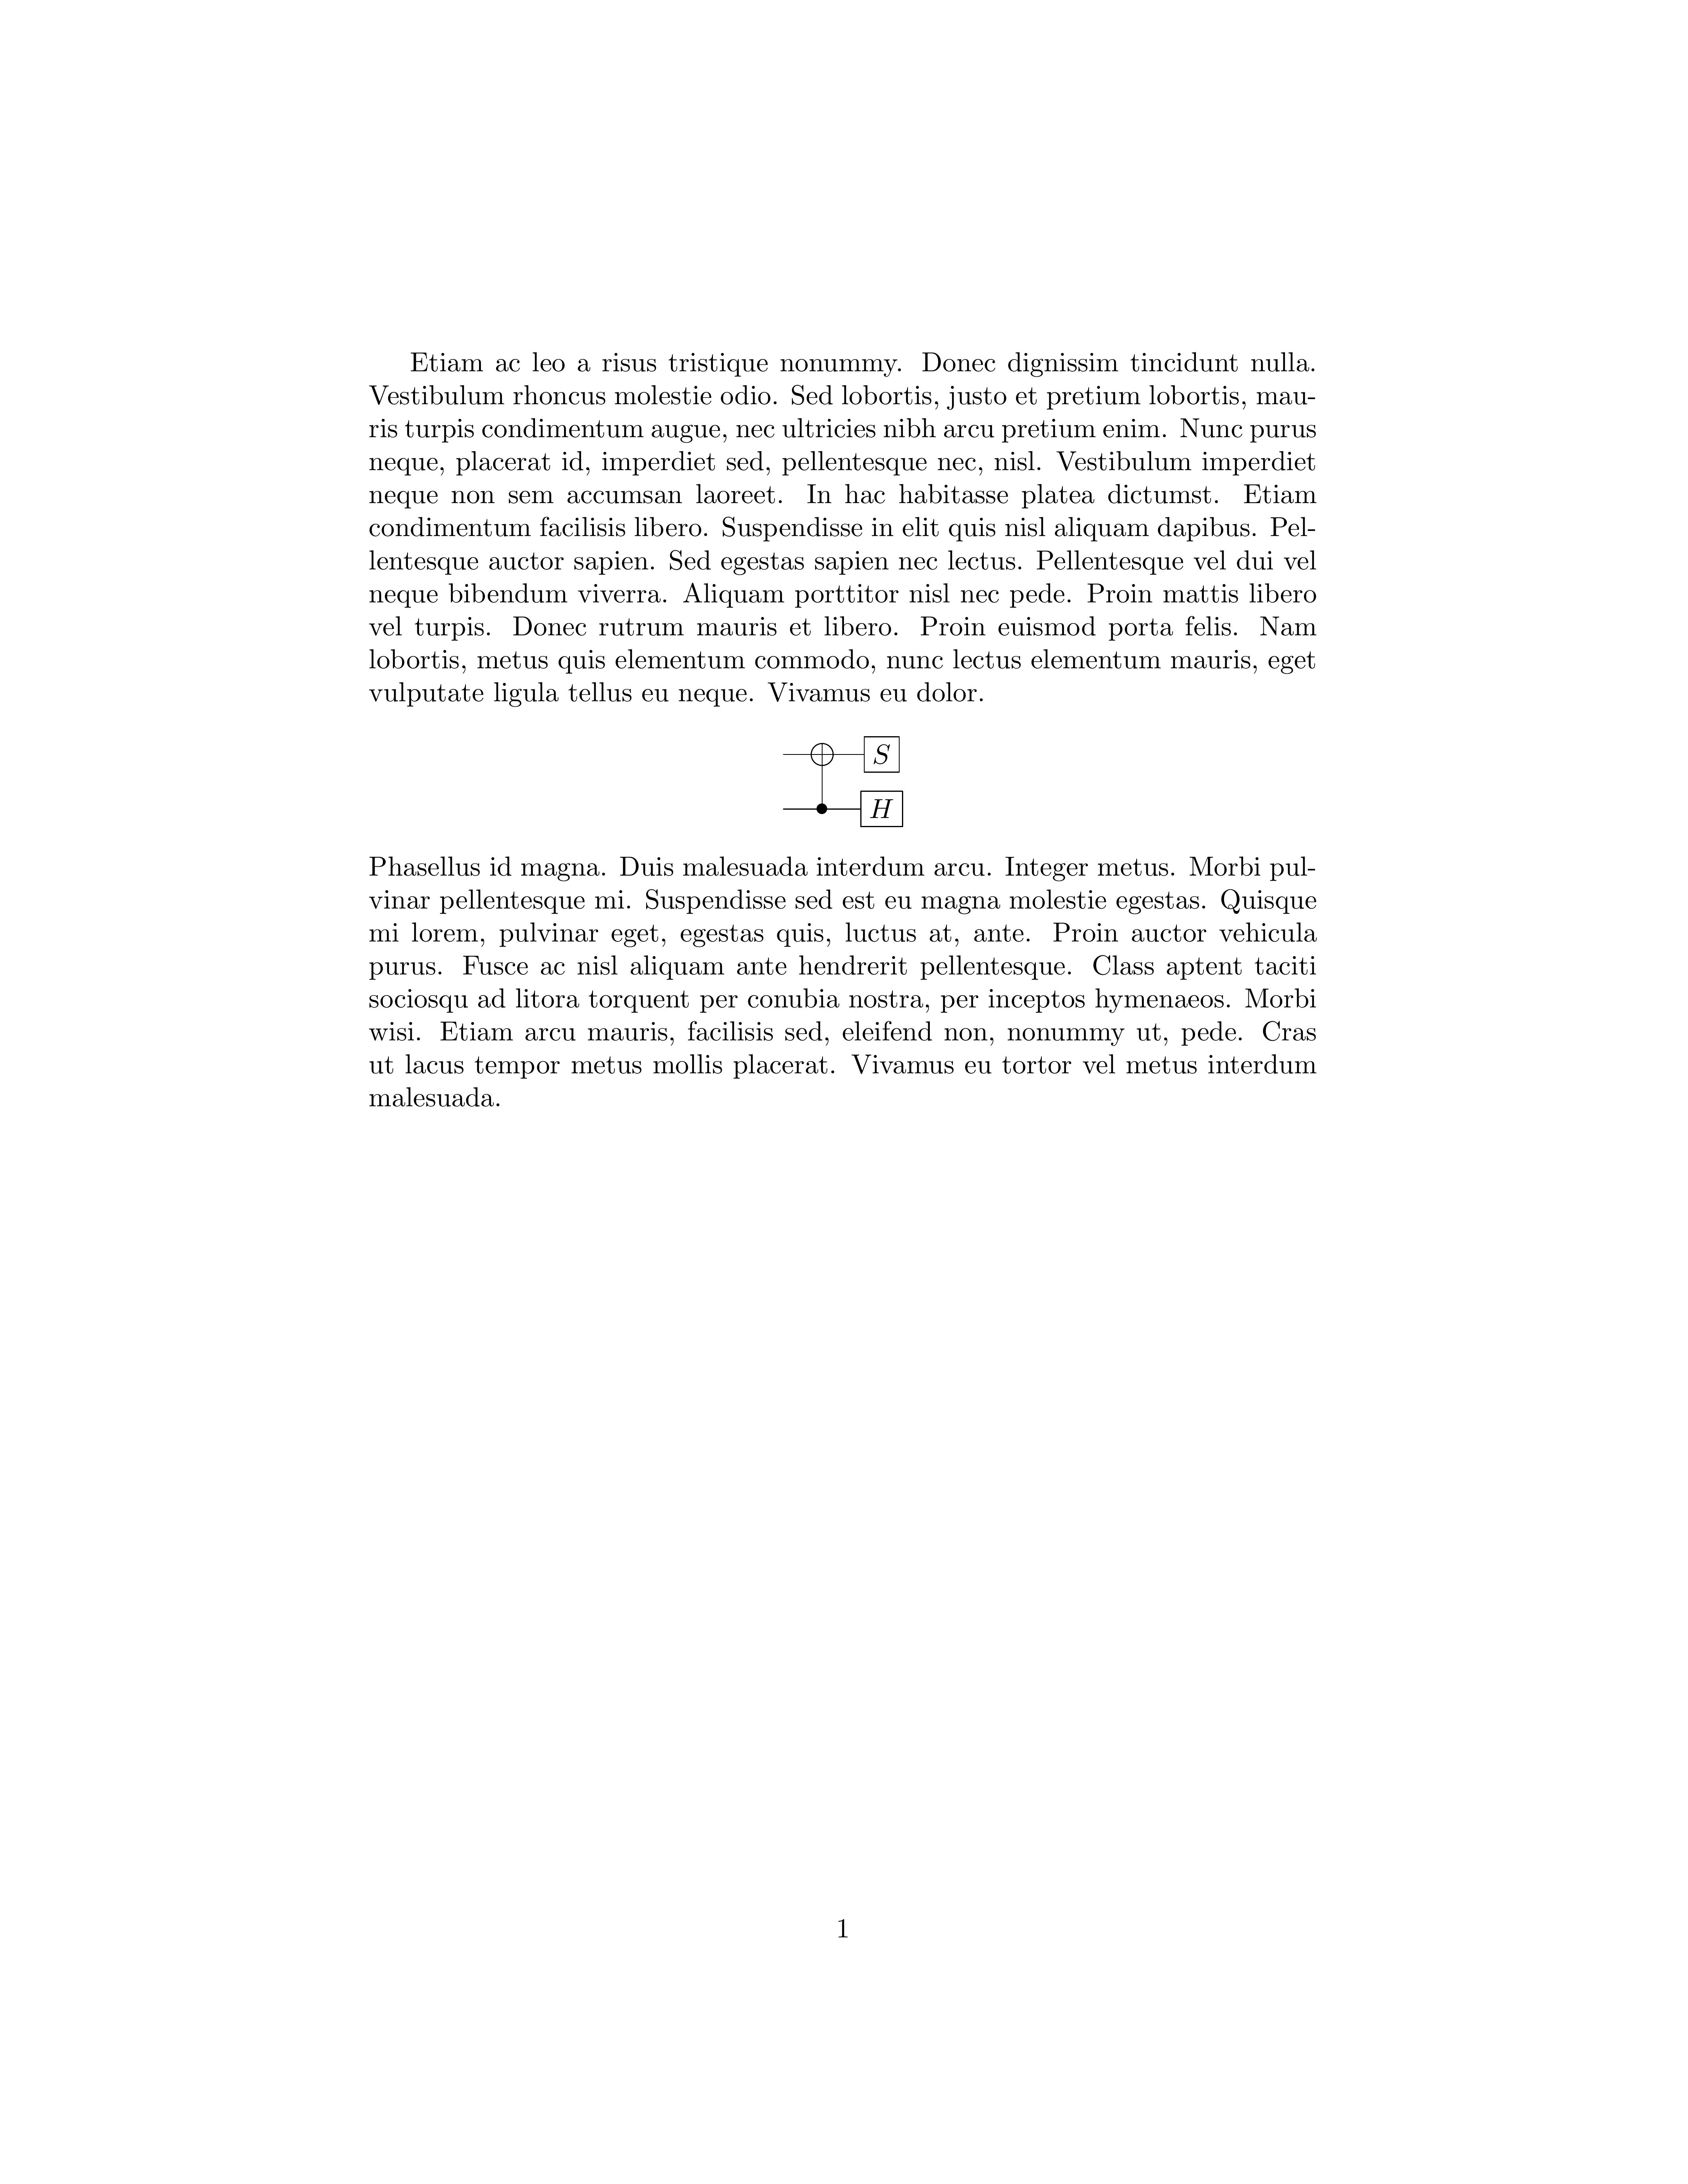 Etiam ac leo a risus tristique nonummy. Donec dignissim tincidunt nulla.
Vestibulum rhoncus molestie odio. Sed lobortis, justo et pretium lobortis, mau-
ris turpis condimentum augue, nec ultricies nibh arcu pretium enim. Nunc purus
neque, placerat id, imperdiet sed, pellentesque nec, nisl. Vestibulum imperdiet
neque non sem accumsan laoreet. In hac habitasse platea dictumst. Etiam
condimentum facilisis libero. Suspendisse in elit quis nisl aliquam dapibus. Pel-
lentesque auctor sapien. Sed egestas sapien nec lectus. Pellentesque vel dui vel
neque bibendum viverra. Aliquam porttitor nisl nec pede. Proin mattis libero
vel turpis. Donec rutrum mauris et libero. Proin euismod porta felis. Nam
lobortis, metus quis elementum commodo, nunc lectus elementum mauris, eget
vulputate ligula tellus eu neque. Vivamus eu dolor.
S
H
Phasellus id magna. Duis malesuada interdum arcu. Integer metus. Morbi pul-
vinar pellentesque mi. Suspendisse sed est eu magna molestie egestas. Quisque
mi lorem, pulvinar eget, egestas quis, luctus at, ante. Proin auctor vehicula
purus. Fusce ac nisl aliquam ante hendrerit pellentesque. Class aptent taciti
sociosqu ad litora torquent per conubia nostra, per inceptos hymenaeos. Morbi
wisi. Etiam arcu mauris, facilisis sed, eleifend non, nonummy ut, pede. Cras
ut lacus tempor metus mollis placerat. Vivamus eu tortor vel metus interdum
malesuada.
1